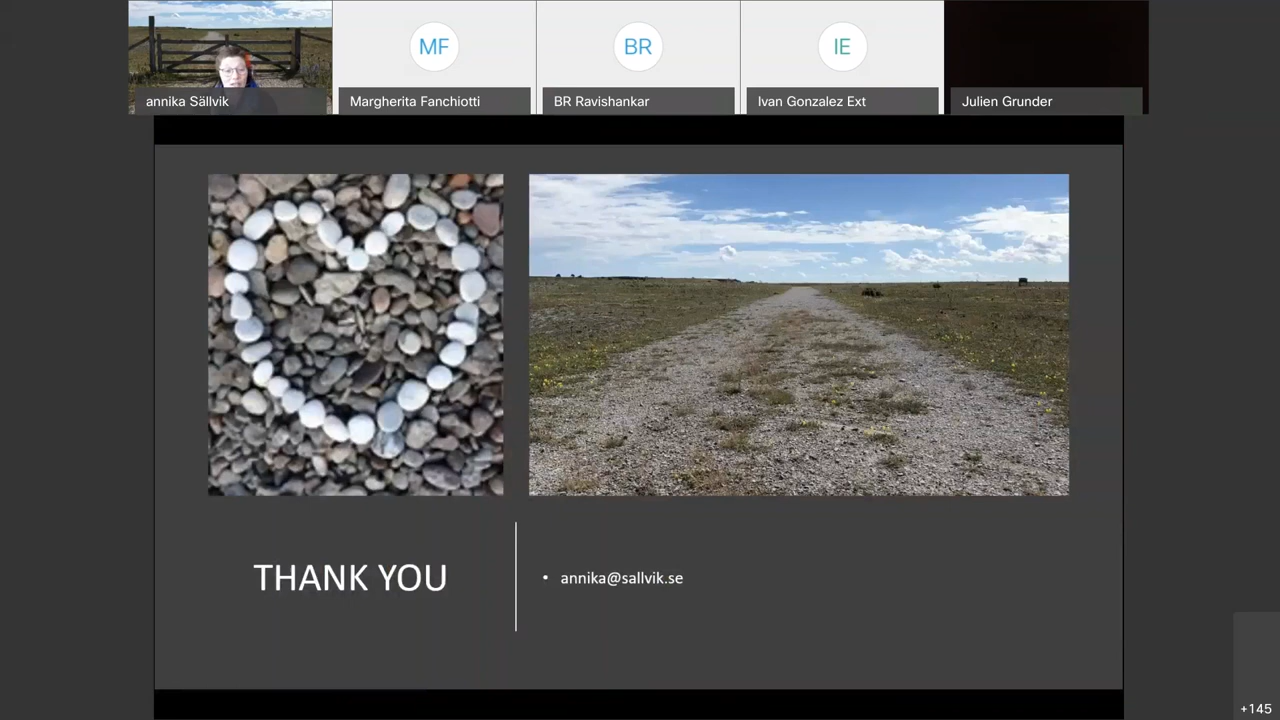 MF
BR
IE
annika Sällvik
Margherita Fanchiotti
BR Ravishankar
Ivan Gonzalez Ext
Julien Grunder
THANK YOU
• annika@sallvik.se
+145